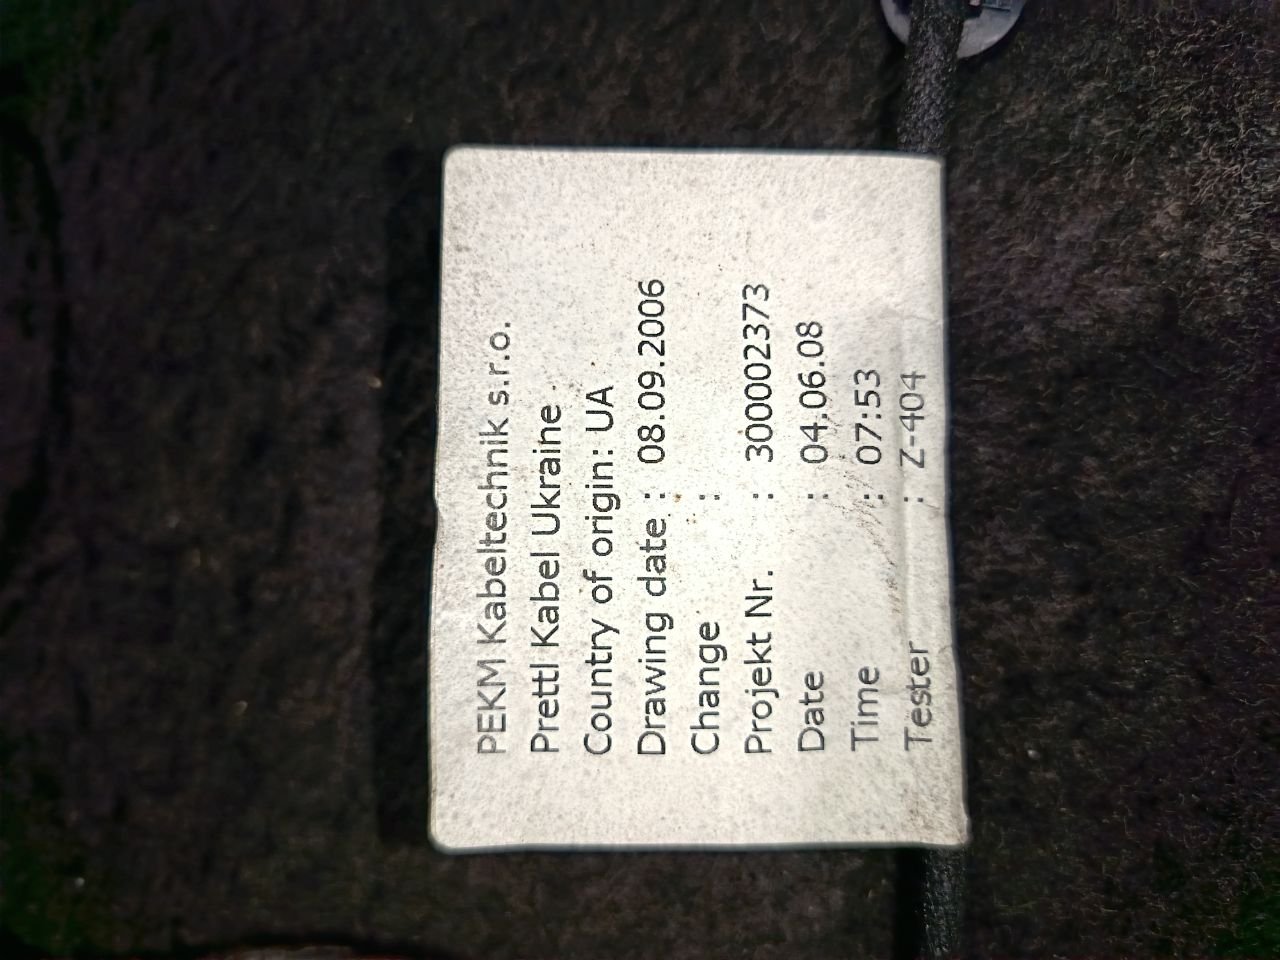 PEKM Kabeltechnik s.r.o.
Prettl Kabel Ukraine
Country of origin: UA
Drawing date : 08.09.2006
Change :
Projekt Nr. : 300002373
Date : 04.06.08
Time : 07:53
Tester : Z-404